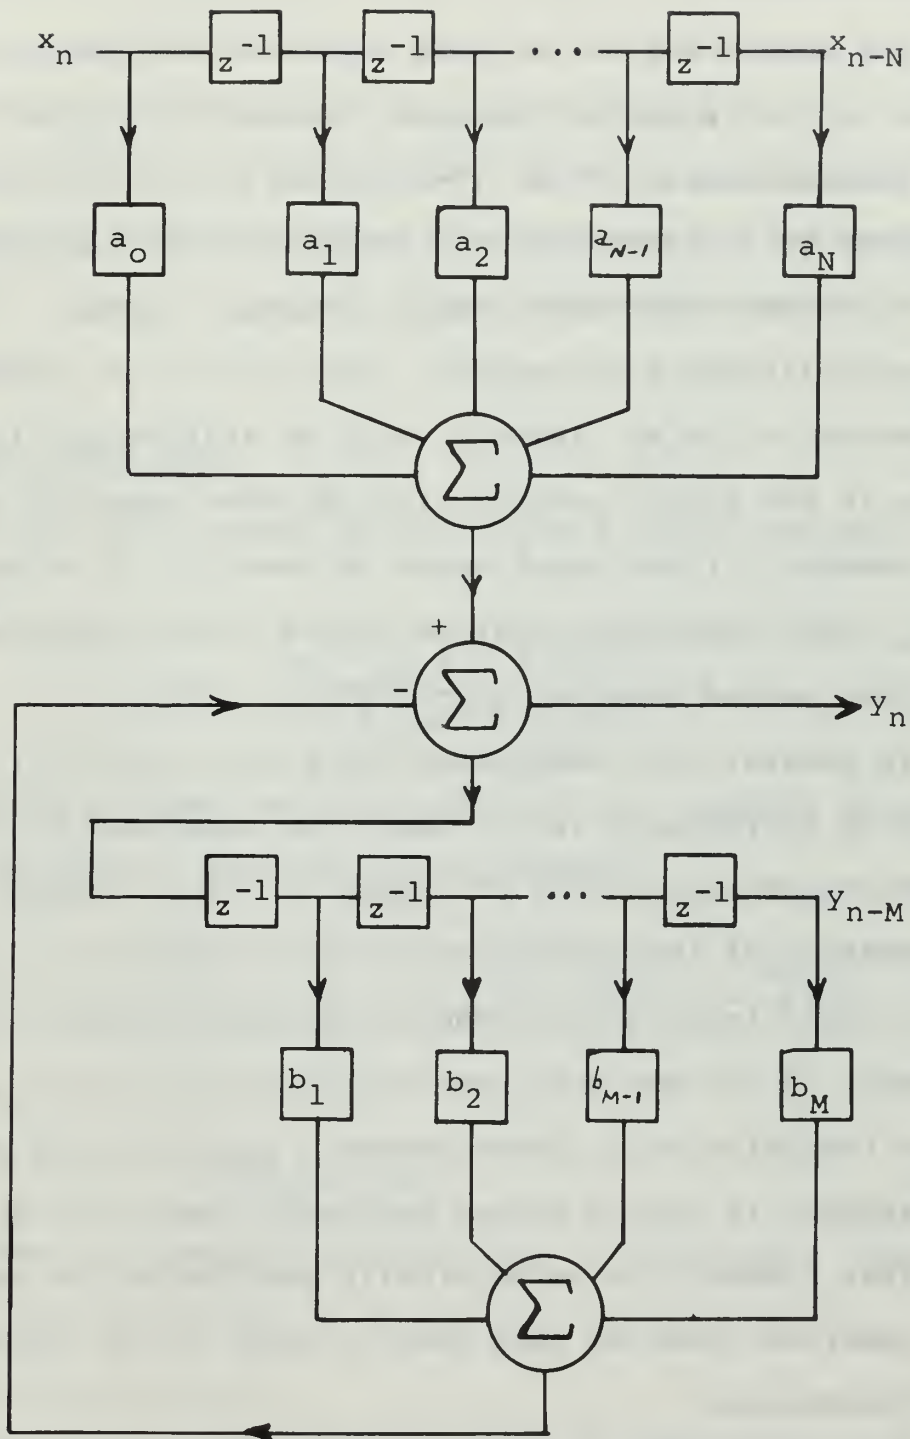 x_n z^-1 z^-1 ... z^-1 x_n-N
a_o a_1 a_2 a_N-1 a_N
Σ
+
- Σ y_n
z^-1 z^-1 ... z^-1 y_n-M
b_1 b_2 b_M-1 b_M
Σ